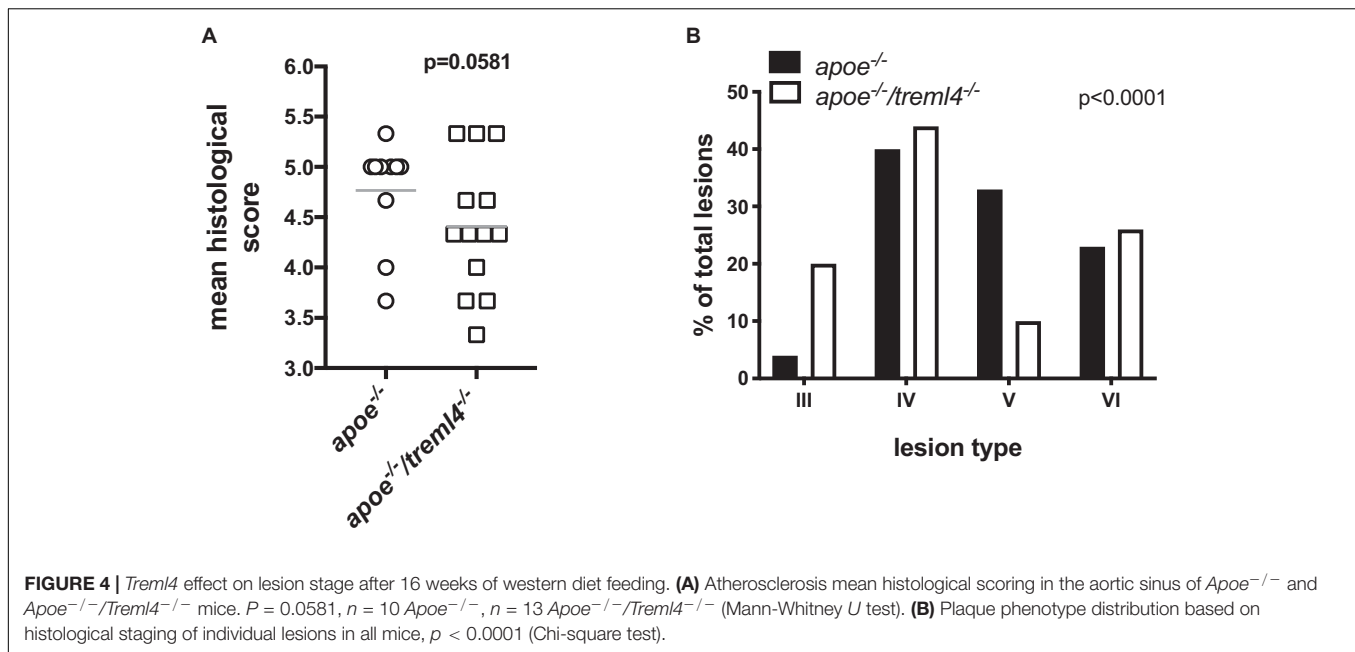 A
p=0.0581
6.0
5.5
5.0
4.5
4.0
3.5
3.0
mean histological
score
apoe-/-
apoe-/-/treml4-/-
B
apoe-/-
apoe-/-/treml4-/-
p<0.0001
50
40
30
20
10
0
% of total lesions
III IV V VI
lesion type
FIGURE 4 | Treml4 effect on lesion stage after 16 weeks of western diet feeding. (A) Atherosclerosis mean histological scoring in the aortic sinus of Apoe−/− and
Apoe−/−/Treml4−/− mice. P = 0.0581, n = 10 Apoe−/−, n = 13 Apoe−/−/Treml4−/− (Mann-Whitney U test). (B) Plaque phenotype distribution based on
histological staging of individual lesions in all mice, p < 0.0001 (Chi-square test).